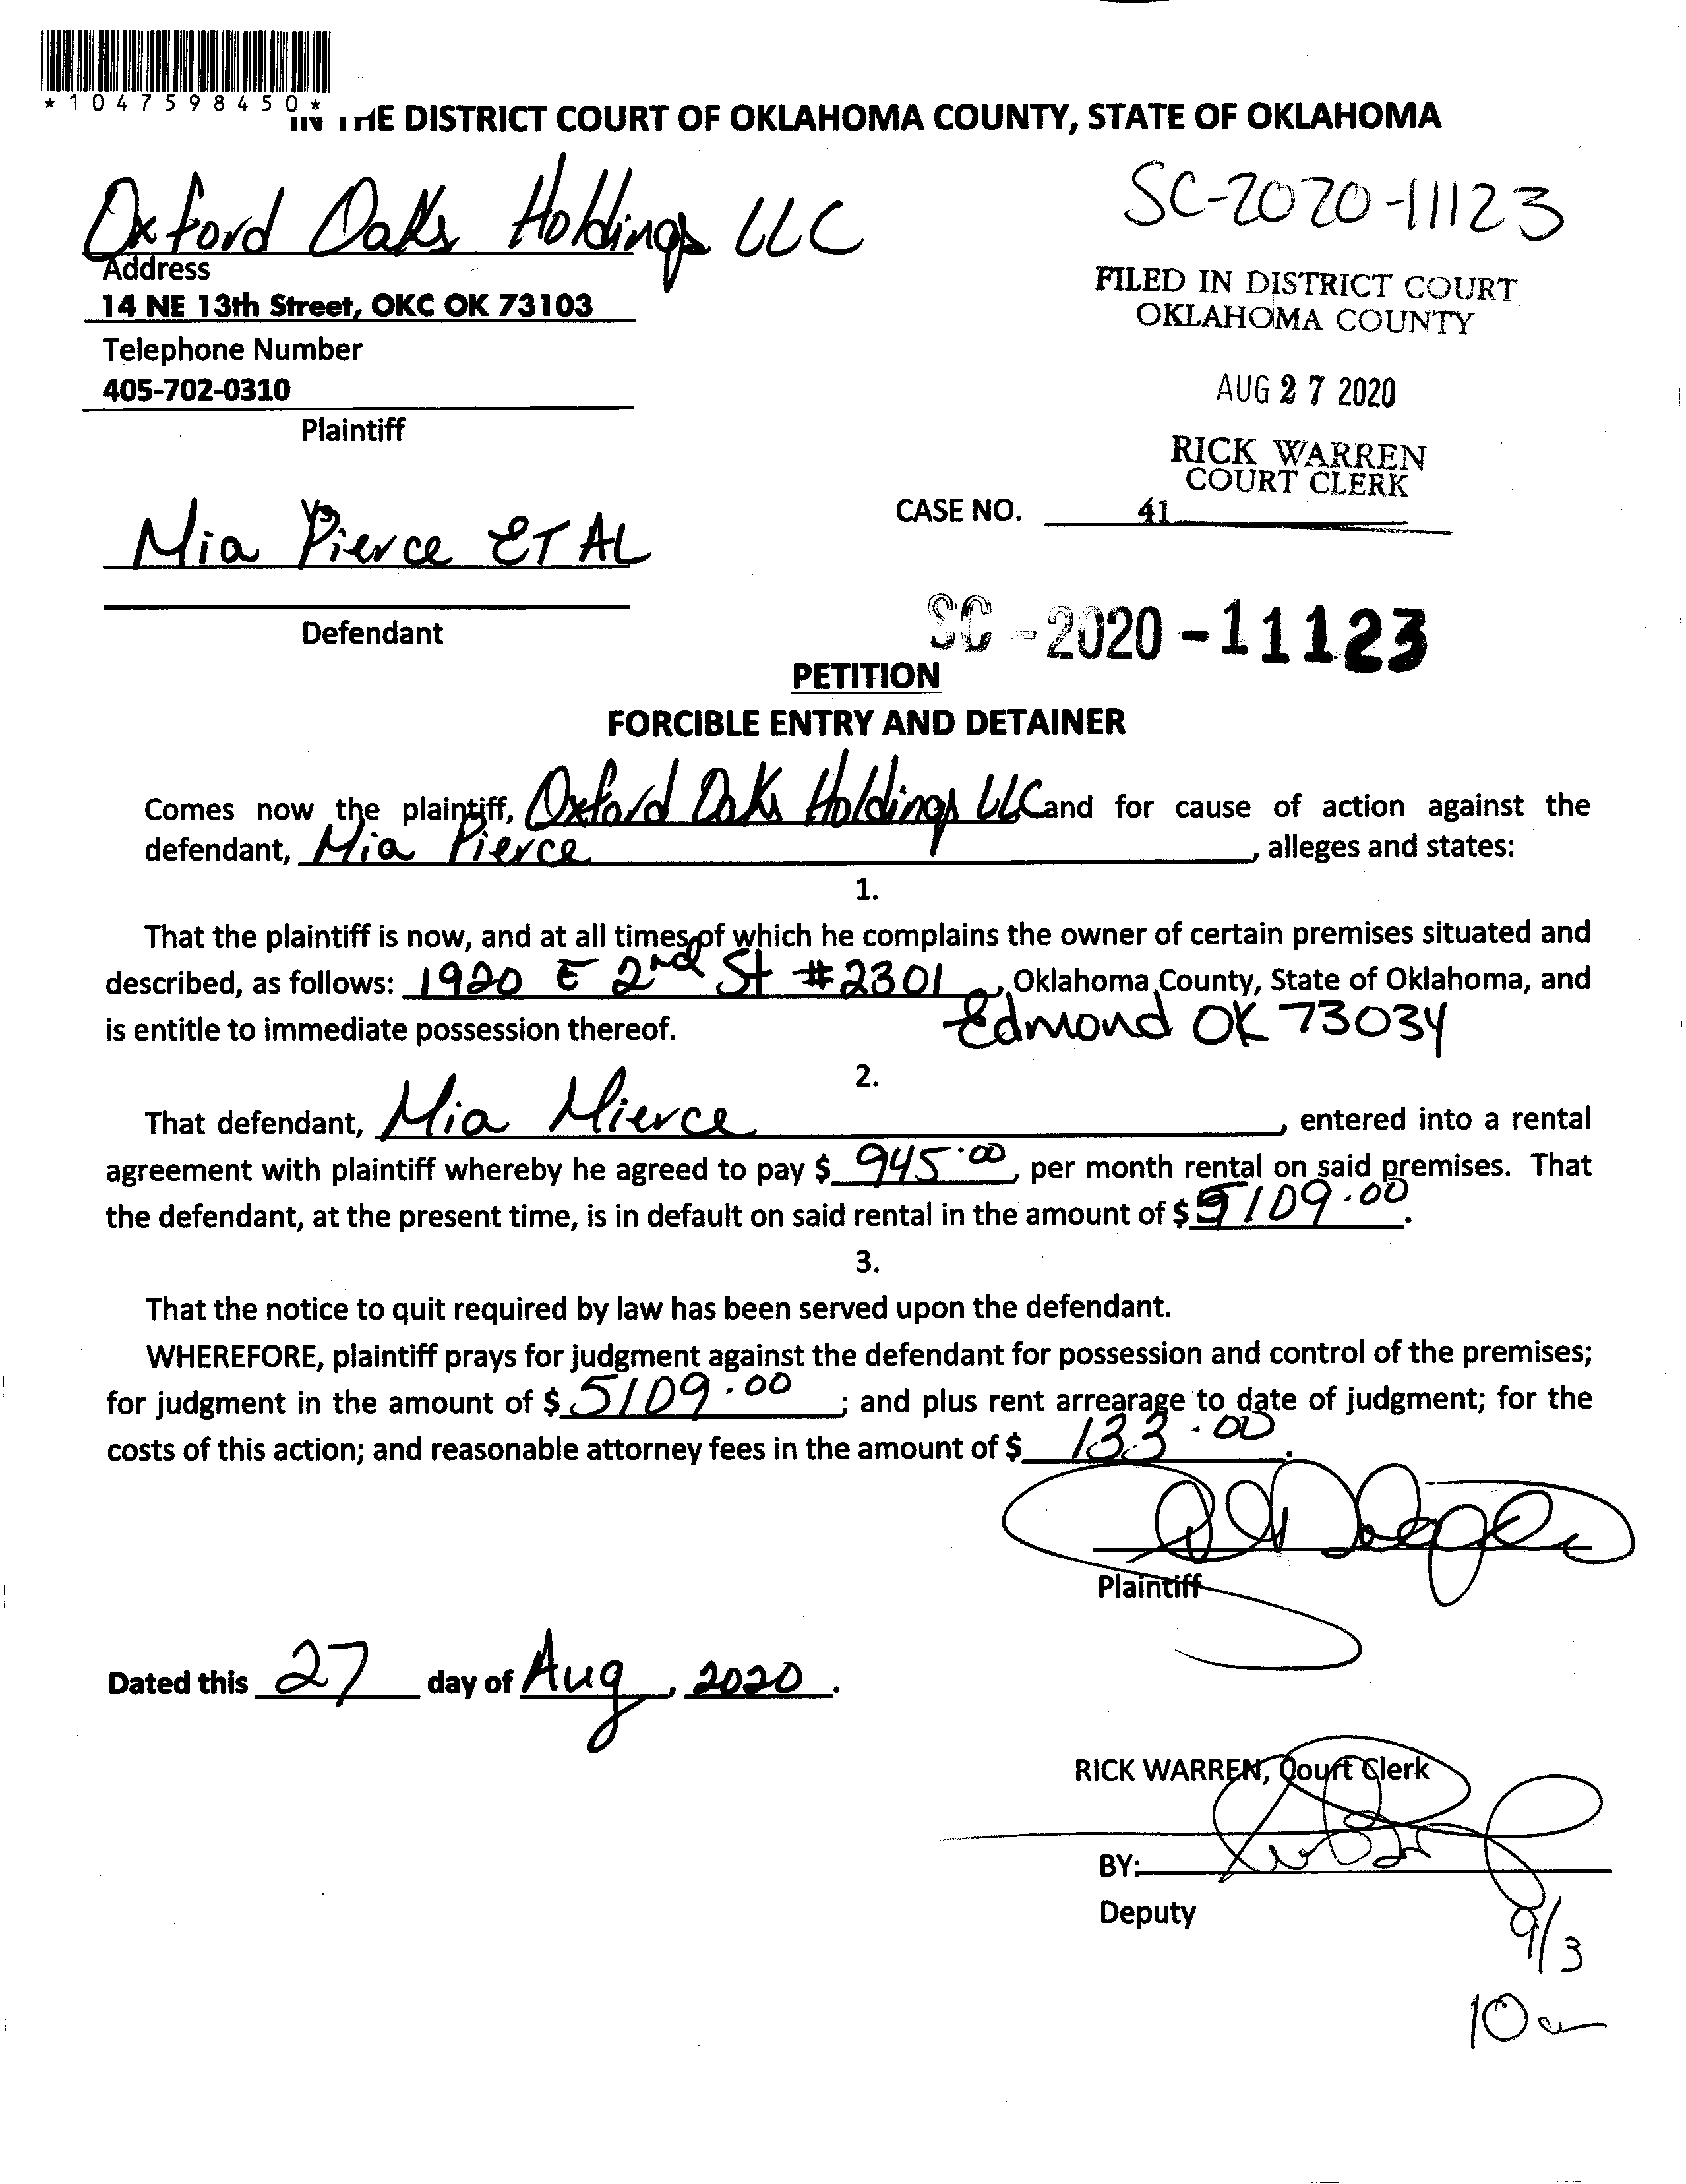 *1047598450*
IN THE DISTRICT COURT OF OKLAHOMA COUNTY, STATE OF OKLAHOMA
Oxford Oaks Holdings LLC
SC-2020-11123
Address
14 NE 13th Street, OKC OK 73103
FILED IN DISTRICT COURT
OKLAHOMA COUNTY
Telephone Number
405-702-0310
AUG 27 2020
Plaintiff
RICK WARREN
COURT CLERK
vs
CASE NO. 41
Mia Pierce ET AL
Defendant
SC-2020-11123
PETITION
FORCIBLE ENTRY AND DETAINER
Comes now the plaintiff, Oxford Oaks Holdings LLC and for cause of action against the
defendant, Mia Pierce, alleges and states:
1.
That the plaintiff is now, and at all times of which he complains the owner of certain premises situated and
described, as follows: 1920 E 2nd St #2301, Oklahoma County, State of Oklahoma, and
is entitle to immediate possession thereof. Edmond OK 73034
2.
That defendant, Mia Mierce, entered into a rental
agreement with plaintiff whereby he agreed to pay $ 945.00, per month rental on said premises. That
the defendant, at the present time, is in default on said rental in the amount of $ 5109.00.
3.
That the notice to quit required by law has been served upon the defendant.
WHEREFORE, plaintiff prays for judgment against the defendant for possession and control of the premises;
for judgment in the amount of $ 5109.00; and plus rent arrearage to date of judgment; for the
costs of this action; and reasonable attorney fees in the amount of $ 133.00.
Plaintiff
Dated this 27 day of Aug, 2020.
RICK WARREN, Court Clerk
BY:
Deputy
9/3
10 am